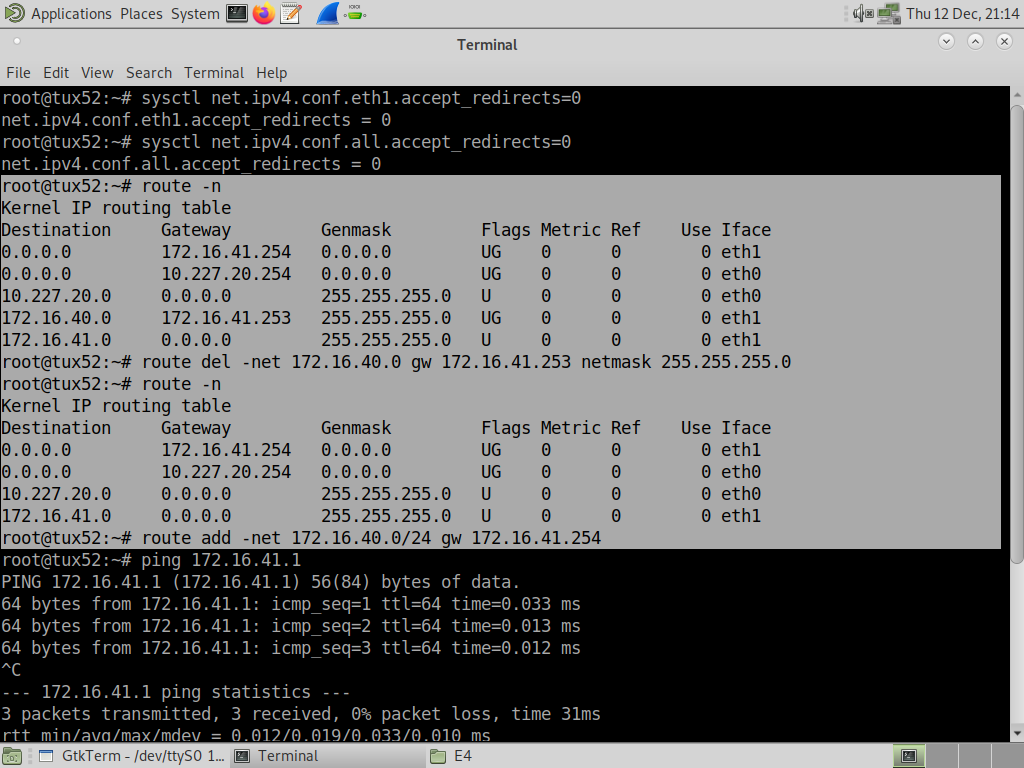 Applications Places System Thu 12 Dec, 21:14
Terminal
File Edit View Search Terminal Help
root@tux52:~# sysctl net.ipv4.conf.eth1.accept_redirects=0
net.ipv4.conf.eth1.accept_redirects = 0
root@tux52:~# sysctl net.ipv4.conf.all.accept_redirects=0
net.ipv4.conf.all.accept_redirects = 0
root@tux52:~# route -n
Kernel IP routing table
Destination     Gateway         Genmask         Flags Metric Ref    Use Iface
0.0.0.0         172.16.41.254   0.0.0.0         UG    0      0        0 eth1
0.0.0.0         10.227.20.254   0.0.0.0         UG    0      0        0 eth0
10.227.20.0     0.0.0.0         255.255.255.0   U     0      0        0 eth0
172.16.40.0     172.16.41.253   255.255.255.0   UG    0      0        0 eth1
172.16.41.0     0.0.0.0         255.255.255.0   U     0      0        0 eth1
root@tux52:~# route del -net 172.16.40.0 gw 172.16.41.253 netmask 255.255.255.0
root@tux52:~# route -n
Kernel IP routing table
Destination     Gateway         Genmask         Flags Metric Ref    Use Iface
0.0.0.0         172.16.41.254   0.0.0.0         UG    0      0        0 eth1
0.0.0.0         10.227.20.254   0.0.0.0         UG    0      0        0 eth0
10.227.20.0     0.0.0.0         255.255.255.0   U     0      0        0 eth0
172.16.41.0     0.0.0.0         255.255.255.0   U     0      0        0 eth1
root@tux52:~# route add -net 172.16.40.0/24 gw 172.16.41.254
root@tux52:~# ping 172.16.41.1
PING 172.16.41.1 (172.16.41.1) 56(84) bytes of data.
64 bytes from 172.16.41.1: icmp_seq=1 ttl=64 time=0.033 ms
64 bytes from 172.16.41.1: icmp_seq=2 ttl=64 time=0.013 ms
64 bytes from 172.16.41.1: icmp_seq=3 ttl=64 time=0.012 ms
^C
--- 172.16.41.1 ping statistics ---
3 packets transmitted, 3 received, 0% packet loss, time 31ms
rtt min/avg/max/mdev = 0.012/0.019/0.033/0.010 ms
GtkTerm - /dev/ttyS0 1... Terminal E4